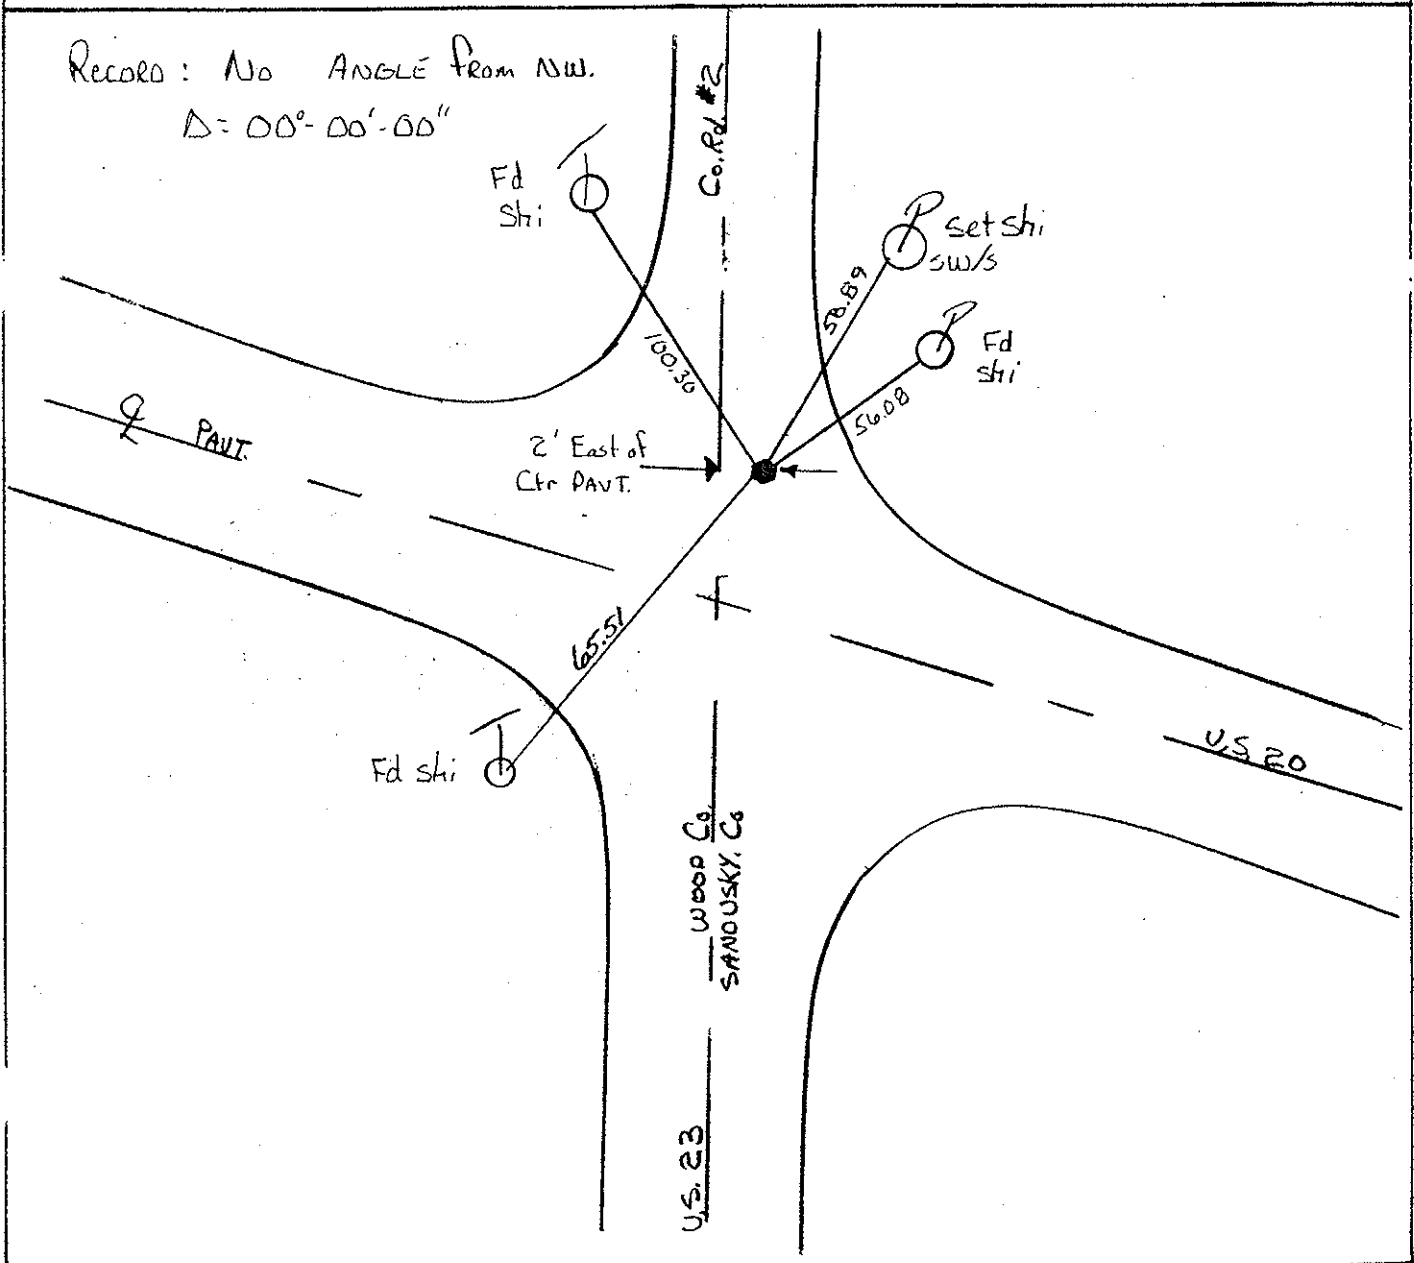 RECORD: No ANGLE from NW.
Δ= 00°-00'-00"
Co. Rd. #2
Fd
Shi
Set shi
SW/S
58.89
Fd
shi
56.08
100.30
℄ PAVT.
2' East of
Ctr PAVT.
65.51
Fd shi
U.S. 20
WOOD Co.
SANDUSKY. Co
U.S. 23